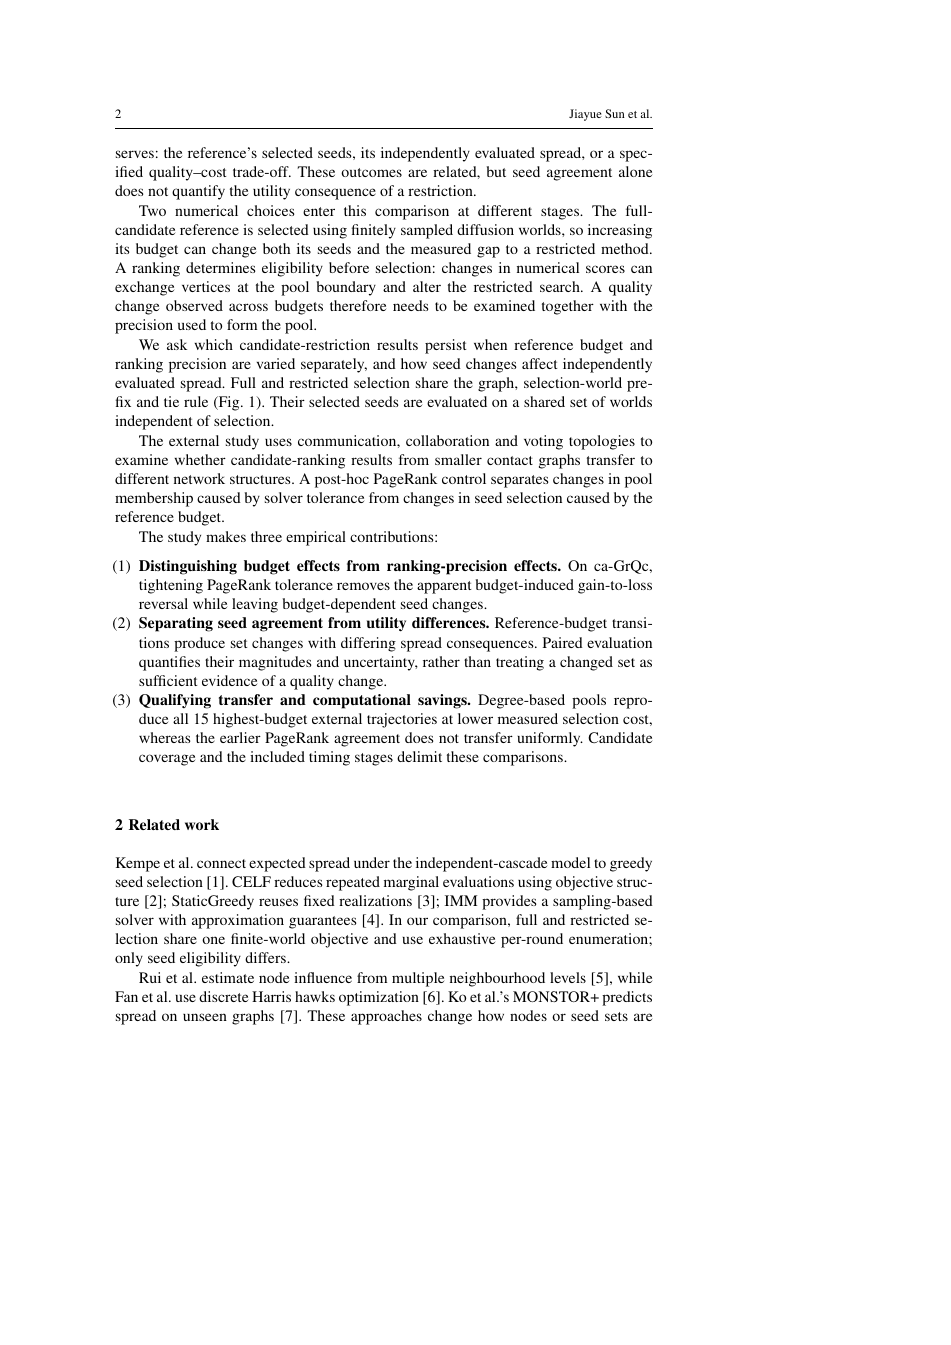 2 Jiayue Sun et al.
serves: the reference’s selected seeds, its independently evaluated spread, or a spec-
ified quality–cost trade-off. These outcomes are related, but seed agreement alone
does not quantify the utility consequence of a restriction.
Two numerical choices enter this comparison at different stages. The full-
candidate reference is selected using finitely sampled diffusion worlds, so increasing
its budget can change both its seeds and the measured gap to a restricted method.
A ranking determines eligibility before selection: changes in numerical scores can
exchange vertices at the pool boundary and alter the restricted search. A quality
change observed across budgets therefore needs to be examined together with the
precision used to form the pool.
We ask which candidate-restriction results persist when reference budget and
ranking precision are varied separately, and how seed changes affect independently
evaluated spread. Full and restricted selection share the graph, selection-world pre-
fix and tie rule (Fig. 1). Their selected seeds are evaluated on a shared set of worlds
independent of selection.
The external study uses communication, collaboration and voting topologies to
examine whether candidate-ranking results from smaller contact graphs transfer to
different network structures. A post-hoc PageRank control separates changes in pool
membership caused by solver tolerance from changes in seed selection caused by the
reference budget.
The study makes three empirical contributions:
(1) Distinguishing budget effects from ranking-precision effects. On ca-GrQc,
tightening PageRank tolerance removes the apparent budget-induced gain-to-loss
reversal while leaving budget-dependent seed changes.
(2) Separating seed agreement from utility differences. Reference-budget transi-
tions produce set changes with differing spread consequences. Paired evaluation
quantifies their magnitudes and uncertainty, rather than treating a changed set as
sufficient evidence of a quality change.
(3) Qualifying transfer and computational savings. Degree-based pools repro-
duce all 15 highest-budget external trajectories at lower measured selection cost,
whereas the earlier PageRank agreement does not transfer uniformly. Candidate
coverage and the included timing stages delimit these comparisons.
2 Related work
Kempe et al. connect expected spread under the independent-cascade model to greedy
seed selection [1]. CELF reduces repeated marginal evaluations using objective struc-
ture [2]; StaticGreedy reuses fixed realizations [3]; IMM provides a sampling-based
solver with approximation guarantees [4]. In our comparison, full and restricted se-
lection share one finite-world objective and use exhaustive per-round enumeration;
only seed eligibility differs.
Rui et al. estimate node influence from multiple neighbourhood levels [5], while
Fan et al. use discrete Harris hawks optimization [6]. Ko et al.’s MONSTOR+ predicts
spread on unseen graphs [7]. These approaches change how nodes or seed sets are